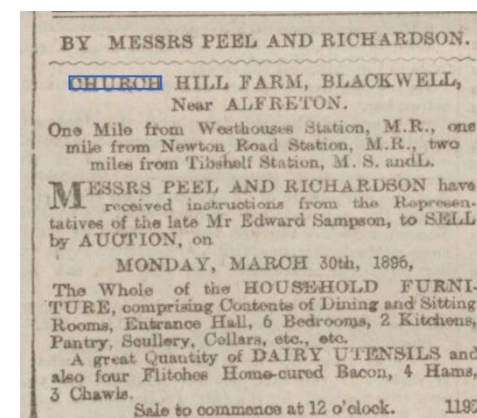 BY MESSRS PEEL AND RICHARDSON.
CHURCH HILL FARM, BLACKWELL,
Near ALFRETON.
One Mile from Westhouses Station, M.R., one
mile from Newton Road Station, M.R., two
miles from Tibshelf Station, M. S. andL.
MESSRS PEEL AND RICHARDSON have
received instructions from the Represen-
tatives of the late Mr Edward Sampson, to SELL
by AUCTION, on
MONDAY, MARCH 30th, 1896,
The Whole of the HOUSEHOLD FURNI-
TURE, comprising Contents of Dining and Sitting
Rooms, Entrance Hall, 6 Bedrooms, 2 Kitchens,
Pantry, Scullery, Cellars, etc., etc.
A great Quantity of DAIRY UTENSILS and
also four Flitches Home-cured Bacon, 4 Hams,
3 Chawls.
Sale to commence at 12 o'clock. 119